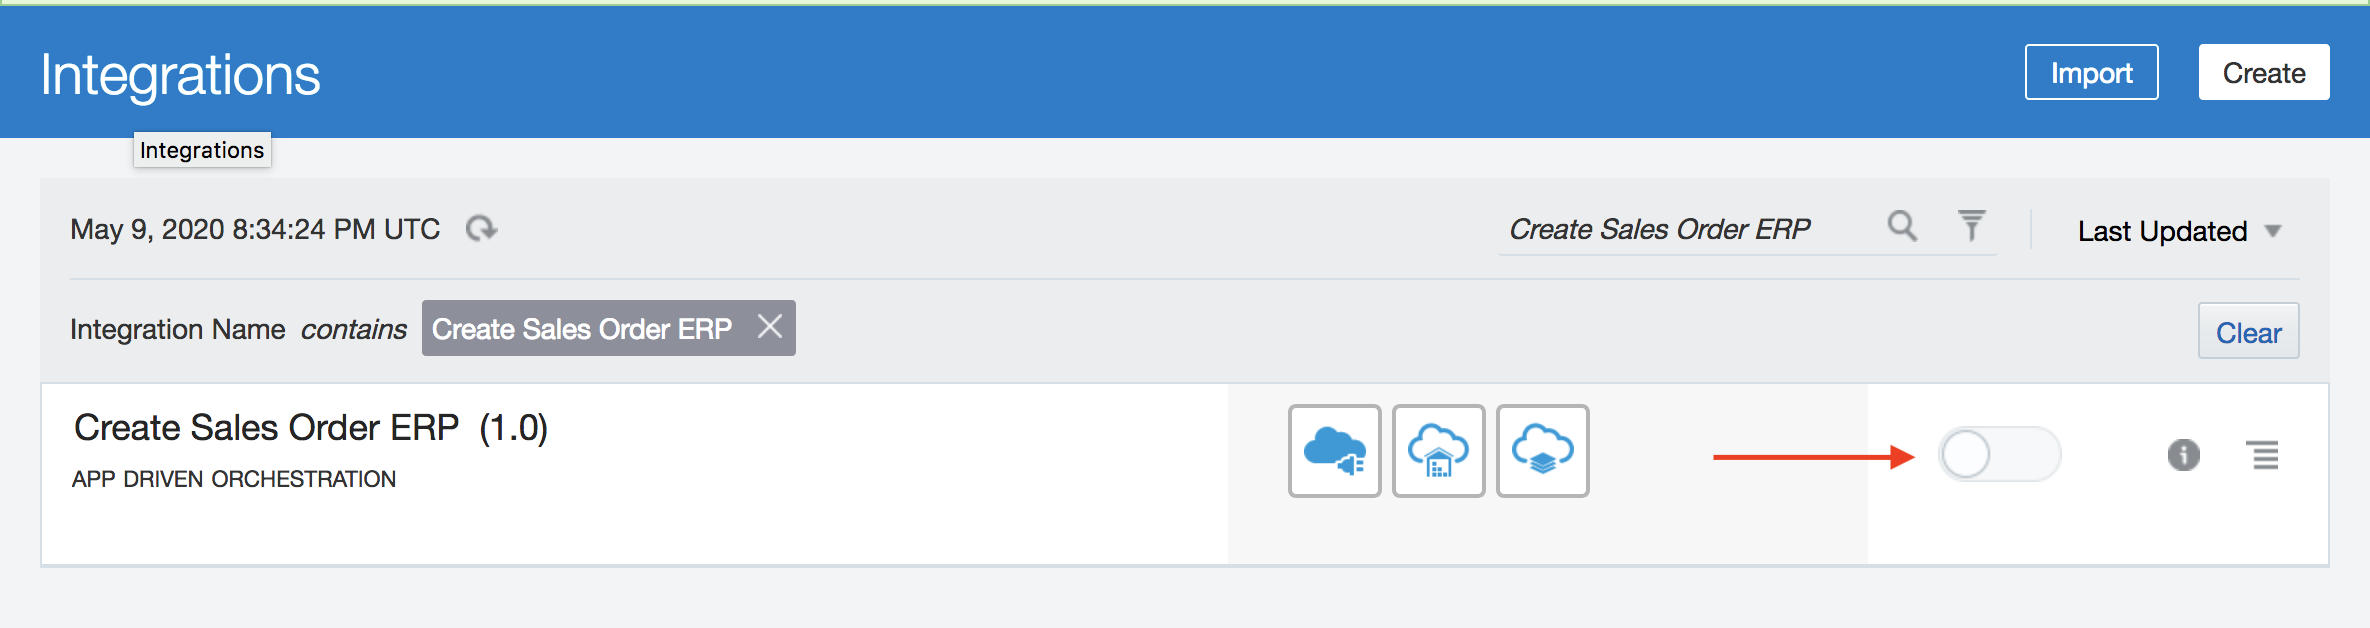 Integrations
Import
Create
Integrations
May 9, 2020 8:34:24 PM UTC
Create Sales Order ERP
Last Updated
Integration Name contains Create Sales Order ERP
Clear
Create Sales Order ERP (1.0)
APP DRIVEN ORCHESTRATION